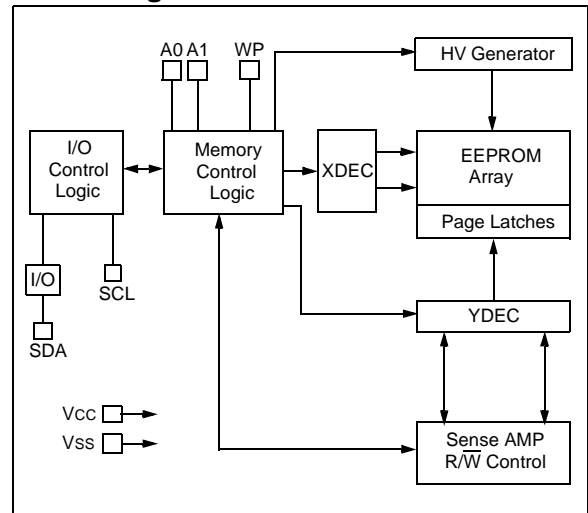 A0 A1
WP
HV Generator
I/O
Control
Logic
Memory
Control
Logic
XDEC
EEPROM
Array
Page Latches
I/O
SCL
SDA
YDEC
VCC
VSS
Sense AMP
R/W̅ Control